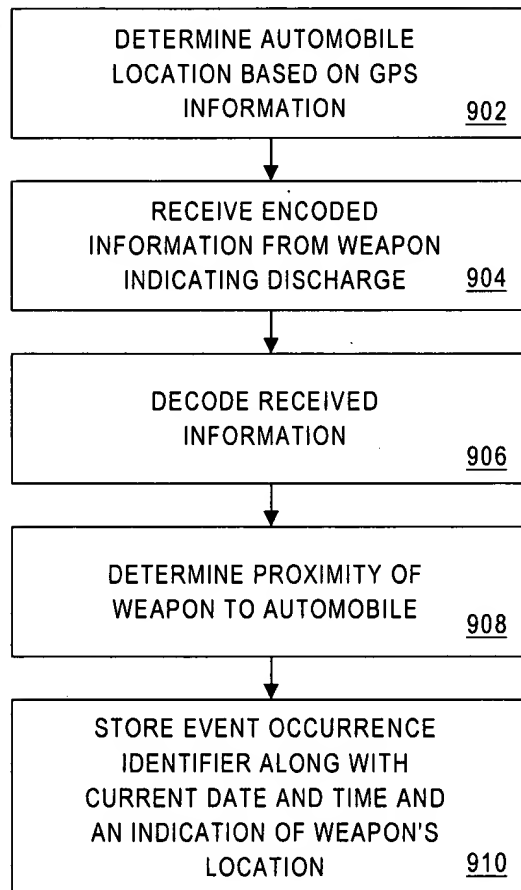 DETERMINE AUTOMOBILE
LOCATION BASED ON GPS
INFORMATION
902
RECEIVE ENCODED
INFORMATION FROM WEAPON
INDICATING DISCHARGE
904
DECODE RECEIVED
INFORMATION
906
DETERMINE PROXIMITY OF
WEAPON TO AUTOMOBILE
908
STORE EVENT OCCURRENCE
IDENTIFIER ALONG WITH
CURRENT DATE AND TIME AND
AN INDICATION OF WEAPON'S
LOCATION
910